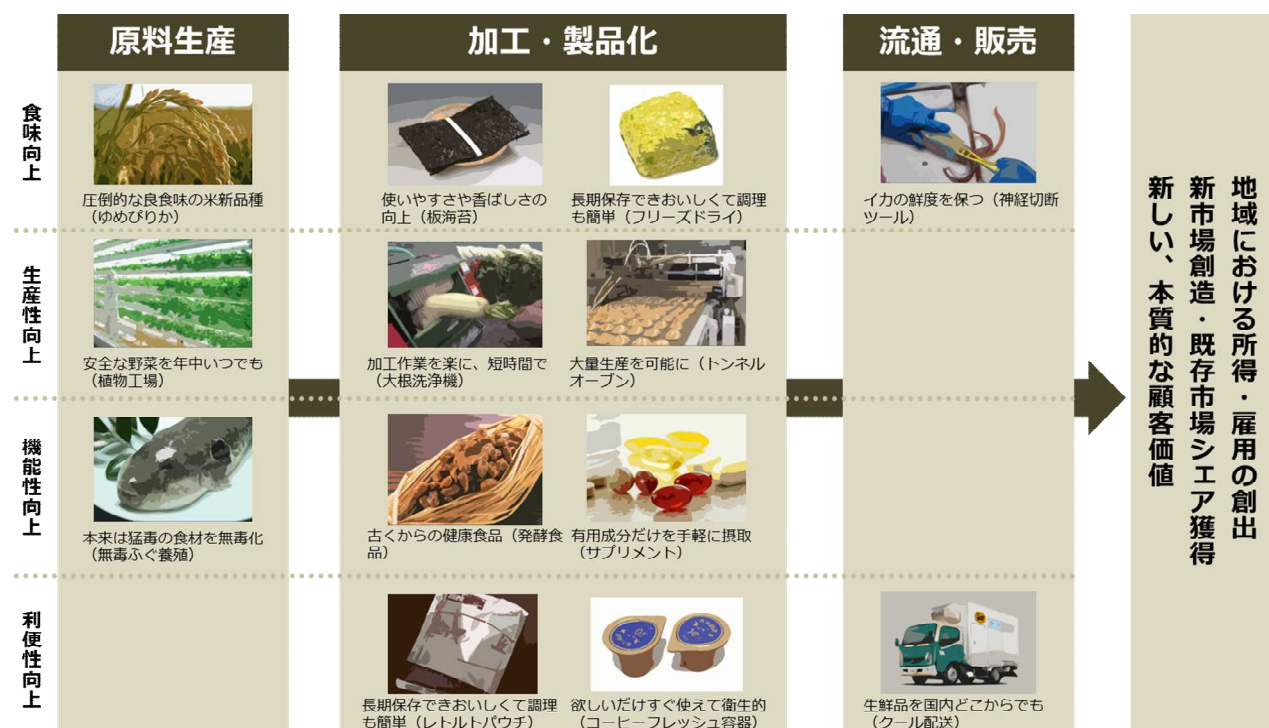 原料生産
加工・製品化
流通・販売
食味向上
圧倒的な良食味の米新品種
（ゆめぴりか）
使いやすさや香ばしさの
向上（板海苔）
長期保存できおいしくて調理
も簡単（フリーズドライ）
イカの鮮度を保つ（神経切断
ツール）
生産性向上
安全な野菜を年中いつでも
（植物工場）
加工作業を楽に、短時間で
（大根洗浄機）
大量生産を可能に（トンネル
オーブン）
機能性向上
本来は猛毒の食材を無毒化
（無毒ふぐ養殖）
古くからの健康食品（発酵食
品）
有用成分だけを手軽に摂取
（サプリメント）
利便性向上
長期保存できおいしくて調理
も簡単（レトルトパウチ）
欲しいだけすぐ使えて衛生的
（コーヒーフレッシュ容器）
生鮮品を国内どこからでも
（クール配送）
地域における所得・雇用の創出
新市場創造・既存市場シェア獲得
新しい、本質的な顧客価値